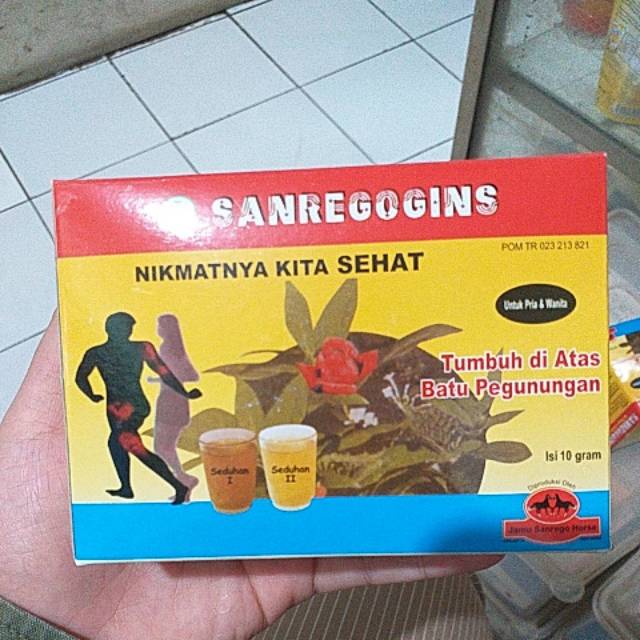 SANREGOGINS
POM TR 023 213 821
NIKMATNYA KITA SEHAT
Untuk Pria & Wanita
Tumbuh di Atas
Batu Pegunungan
Isi 10 gram
Seduhan
I
Seduhan
II
Diproduksi Oleh
Jamu Sanrego Horse